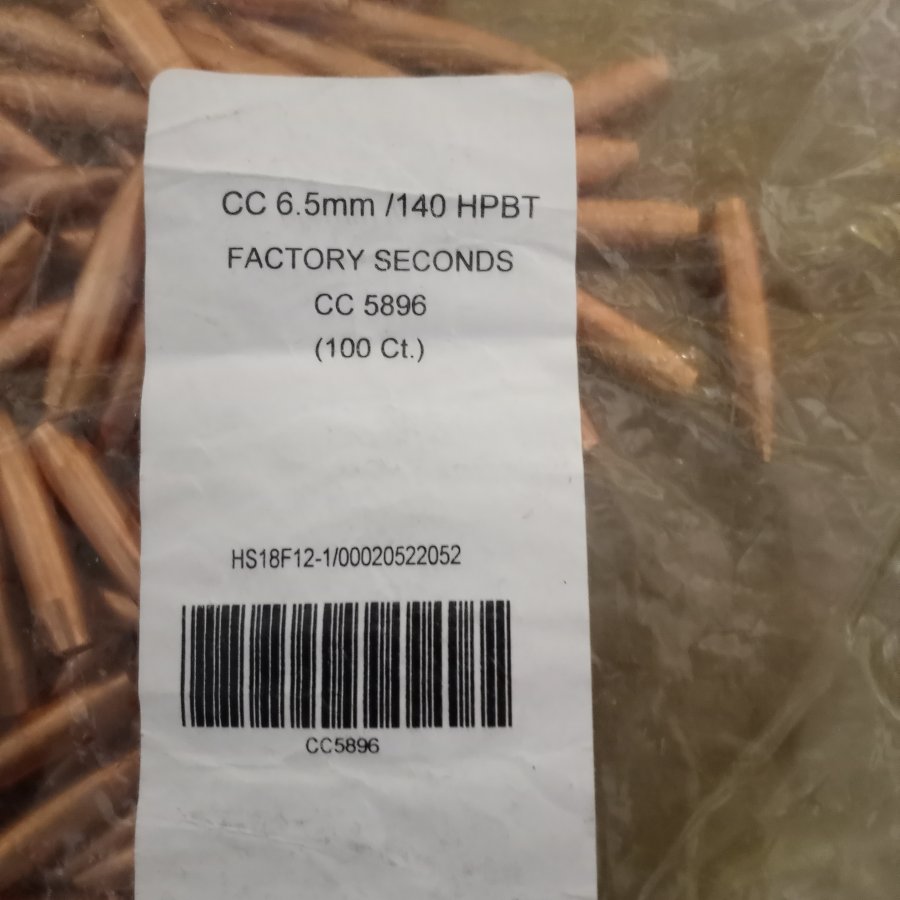 CC 6.5mm /140 HPBT
FACTORY SECONDS
CC 5896
(100 Ct.)
HS18F12-1/00020522052
CC5896